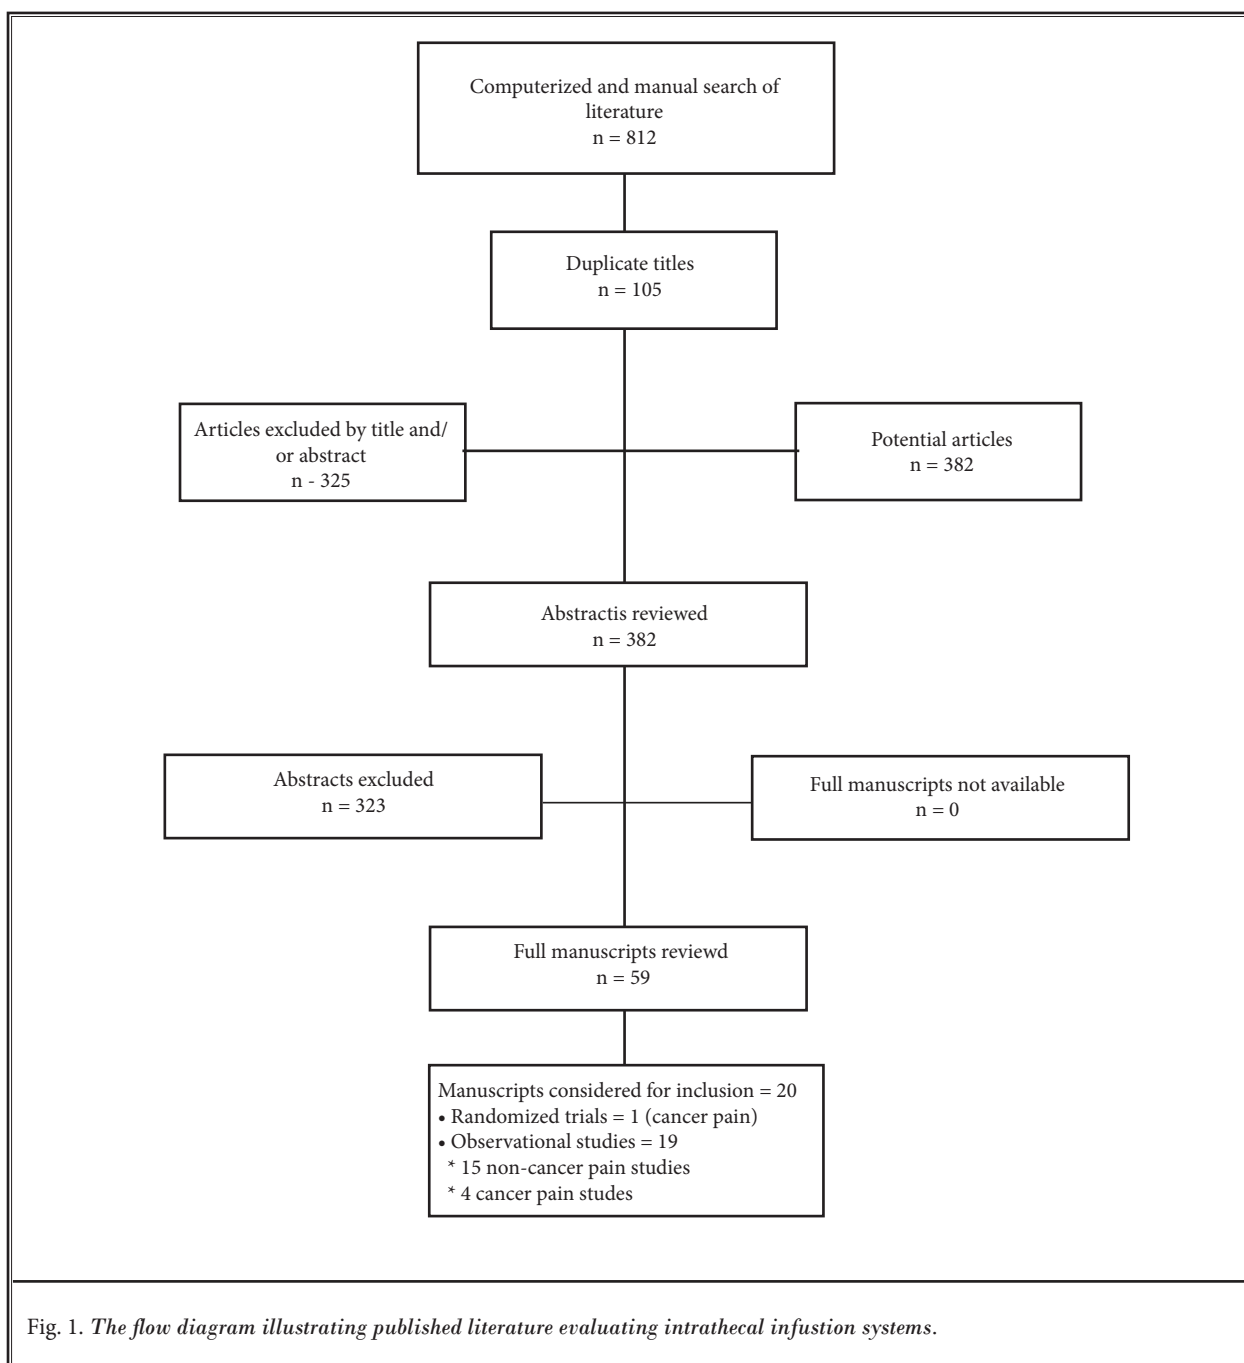 Computerized and manual search of
literature
n = 812
Duplicate titles
n = 105
Articles excluded by title and/
or abstract
n - 325
Potential articles
n = 382
Abstractis reviewed
n = 382
Abstracts excluded
n = 323
Full manuscripts not available
n = 0
Full manuscripts reviewd
n = 59
Manuscripts considered for inclusion = 20
• Randomized trials = 1 (cancer pain)
• Observational studies = 19
* 15 non-cancer pain studies
* 4 cancer pain studes
Fig. 1. The flow diagram illustrating published literature evaluating intrathecal infustion systems.